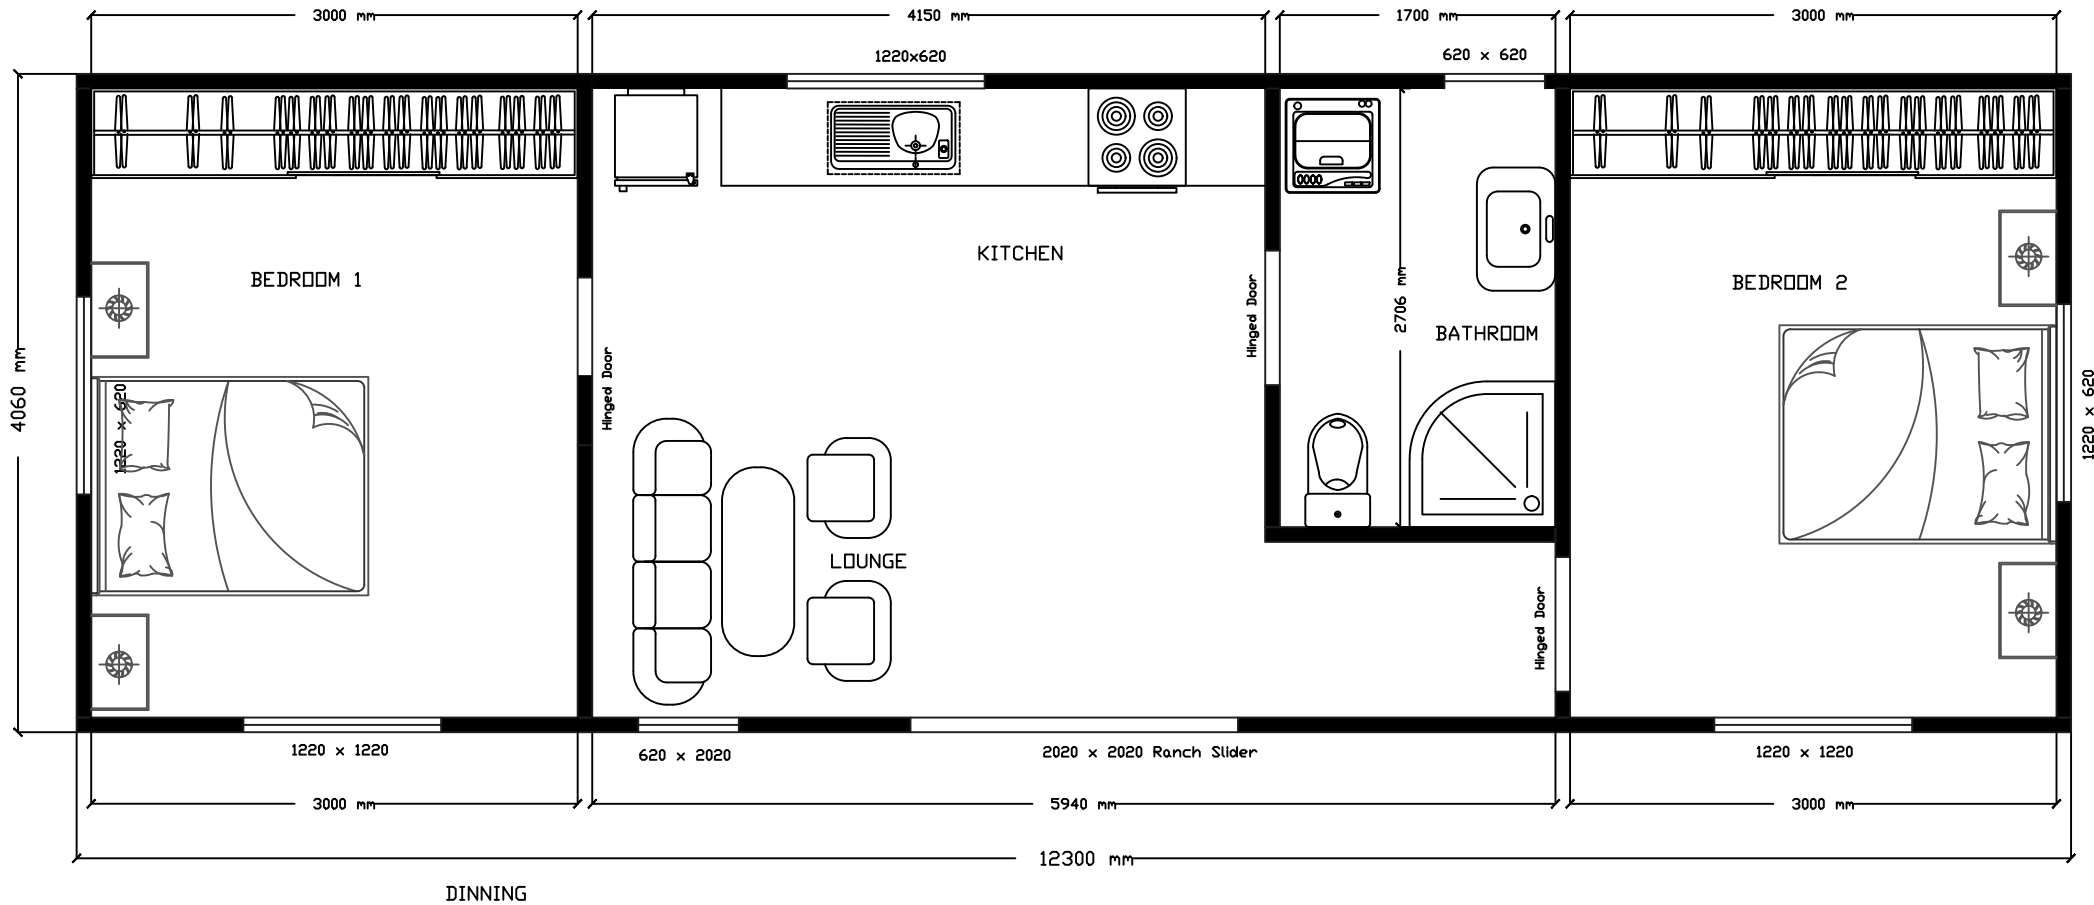 3000 mm
4150 mm
1700 mm
3000 mm
1220x620
620 x 620
KITCHEN
BEDROOM 1
BEDROOM 2
Hinged Door
2706 mm
BATHROOM
4060 mm
Hinged Door
1220 x 620
1220 x 620
LOUNGE
Hinged Door
1220 x 1220
620 x 2020
2020 x 2020 Ranch Slider
1220 x 1220
3000 mm
5940 mm
3000 mm
12300 mm
DINNING